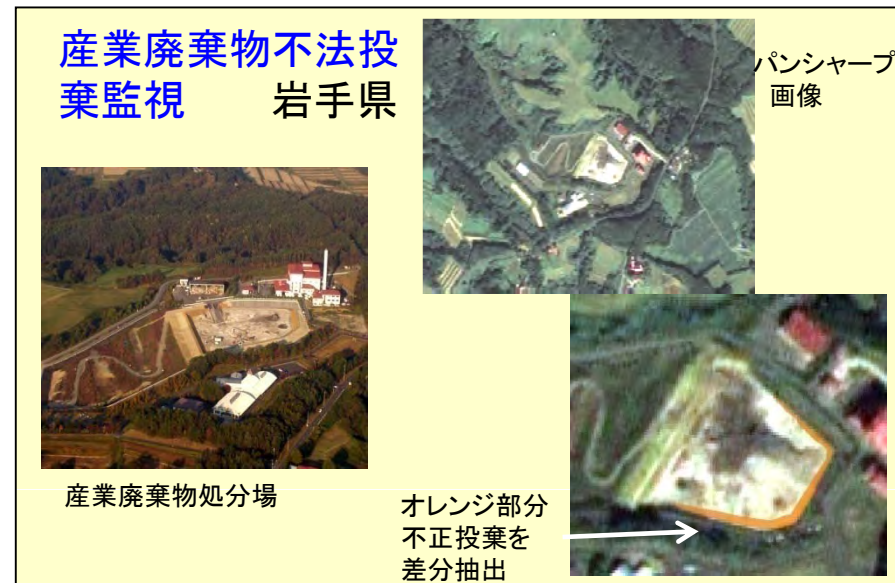 産業廃棄物不法投
棄監視　　岩手県
パンシャープ
画像
産業廃棄物処分場
オレンジ部分
不正投棄を
差分抽出